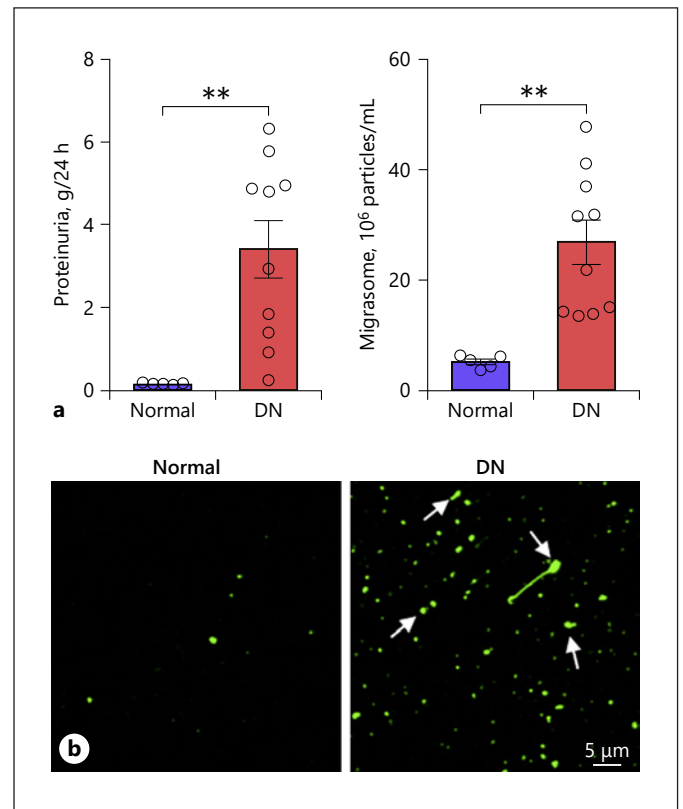 Proteinuria, g/24 h
8
6
4
2
0
**
Normal DN
a
Migrasome, 10⁶ particles/mL
60
40
20
0
**
Normal DN
Normal DN
b
5 µm